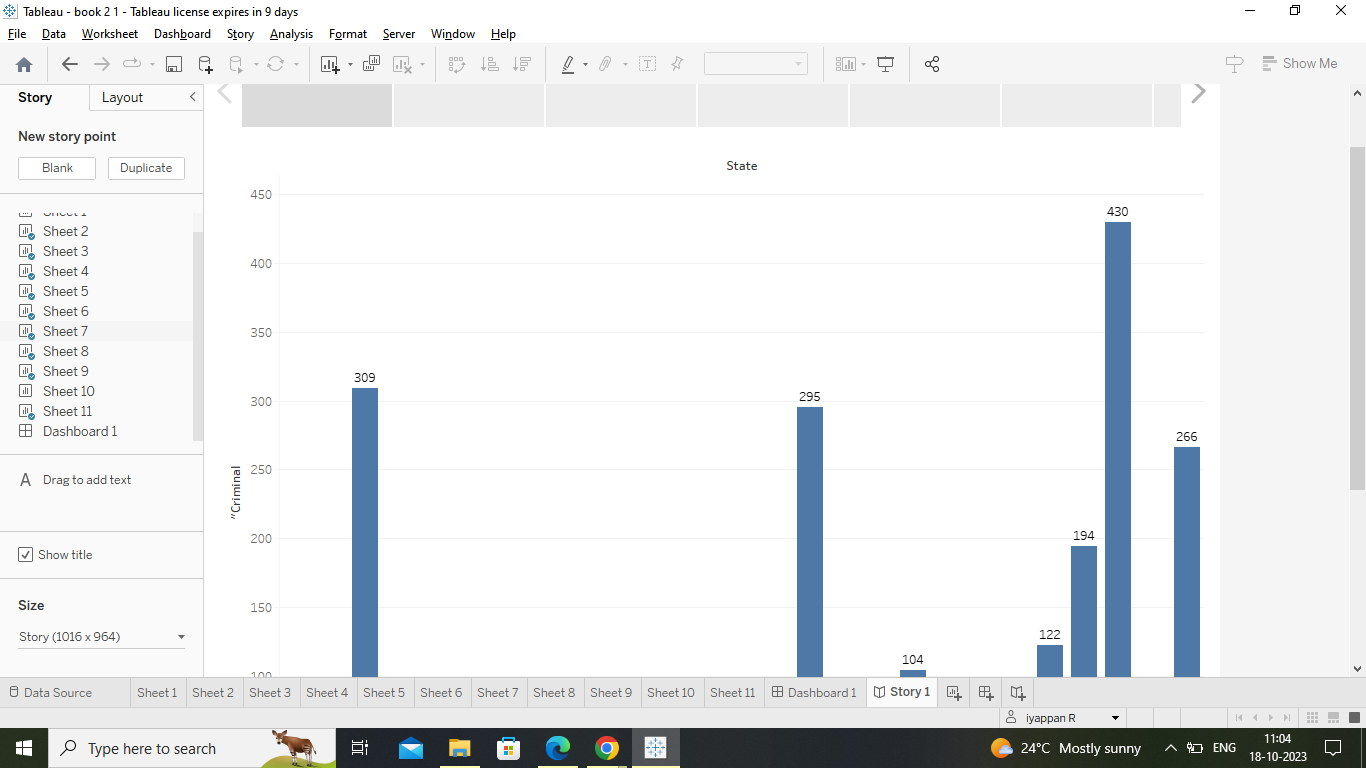 Tableau - book 2 1 - Tableau license expires in 9 days
File Data Worksheet Dashboard Story Analysis Format Server Window Help
Show Me
Story Layout
New story point
Blank Duplicate
Sheet 1
Sheet 2
Sheet 3
Sheet 4
Sheet 5
Sheet 6
Sheet 7
Sheet 8
Sheet 9
Sheet 10
Sheet 11
Dashboard 1
A Drag to add text
Show title
Size
Story (1016 x 964)
State
450
400
350
300
250
200
150
100
"Criminal
309
295
104
122
194
430
266
Data Source Sheet 1 Sheet 2 Sheet 3 Sheet 4 Sheet 5 Sheet 6 Sheet 7 Sheet 8 Sheet 9 Sheet 10 Sheet 11 Dashboard 1 Story 1
iyappan R
Type here to search
24°C Mostly sunny
ENG
11:04
18-10-2023